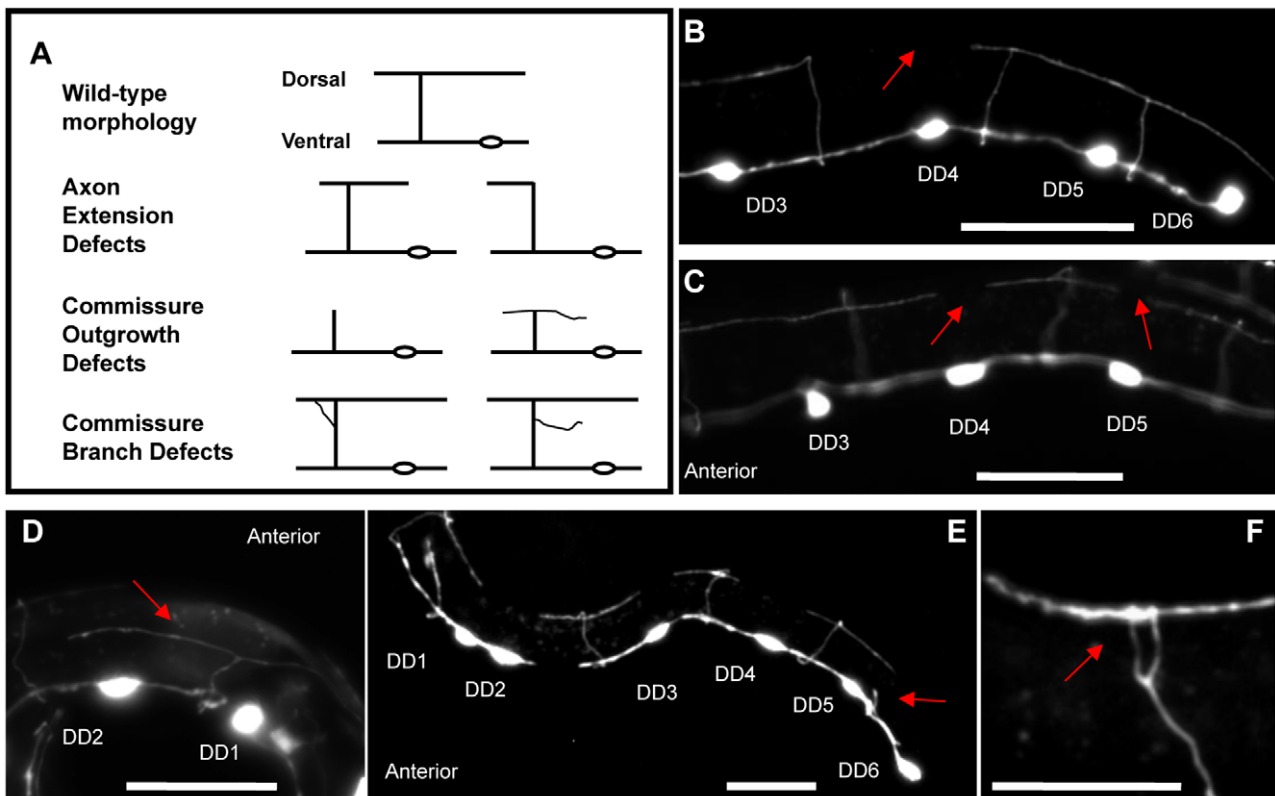 A
Wild-type
morphology
Dorsal
Ventral
Axon
Extension
Defects
Commissure
Outgrowth
Defects
Commissure
Branch Defects
B
DD3
DD4
DD5
DD6
C
DD3
DD4
DD5
Anterior
D
Anterior
DD2
DD1
E
DD1
DD2
DD3
DD4
DD5
DD6
Anterior
F